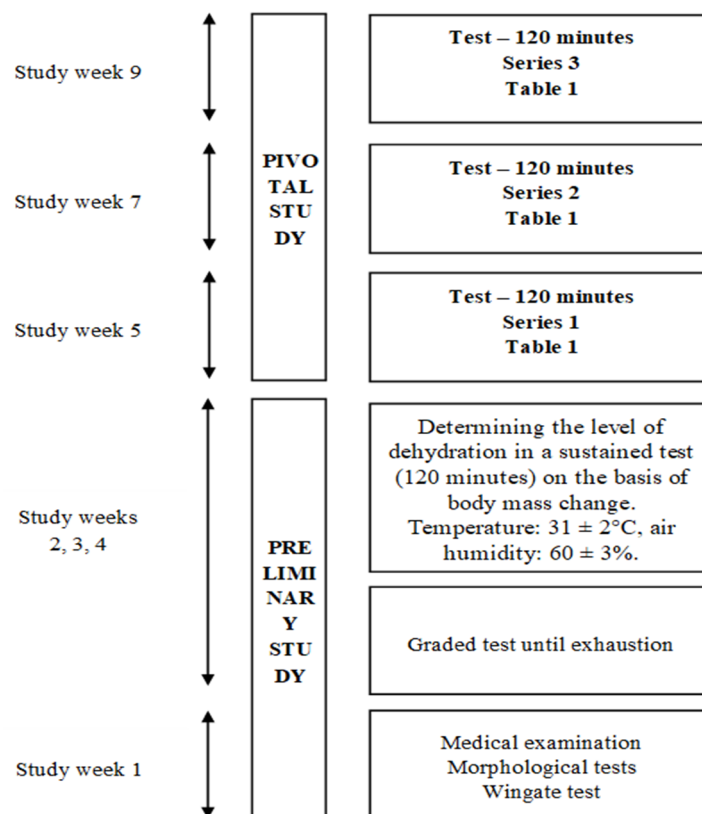 Study week 9
Test – 120 minutes
Series 3
Table 1
PIVO
TAL
STU
DY
Study week 7
Test – 120 minutes
Series 2
Table 1
Study week 5
Test – 120 minutes
Series 1
Table 1
Study weeks
2, 3, 4
PRE
LIMI
NAR
Y
STU
DY
Determining the level of
dehydration in a sustained test
(120 minutes) on the basis of
body mass change.
Temperature: 31 ± 2°C, air
humidity: 60 ± 3%.
Graded test until exhaustion
Study week 1
Medical examination
Morphological tests
Wingate test